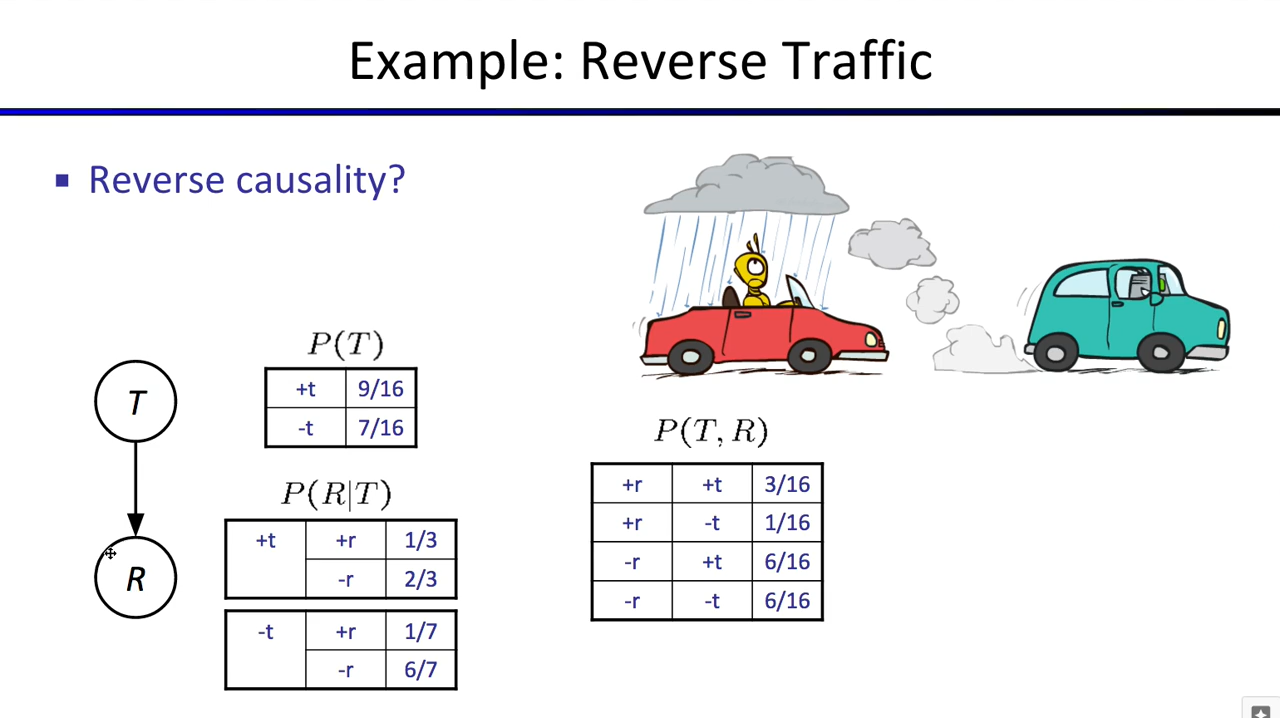 Example: Reverse Traffic
▪ Reverse causality?
T
R
P(T)
+t 9/16
-t 7/16
P(R|T)
+t +r 1/3
-r 2/3
-t +r 1/7
-r 6/7
P(T, R)
+r +t 3/16
+r -t 1/16
-r +t 6/16
-r -t 6/16